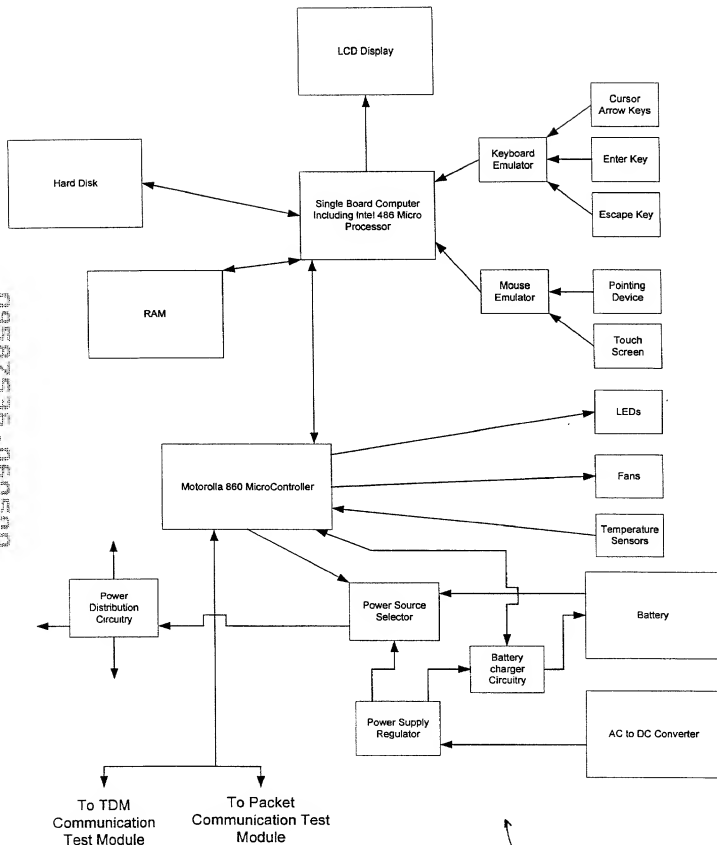 LCD Display
Cursor
Arrow Keys
Keyboard
Emulator
Enter Key
Hard Disk
Single Board Computer
Including Intel 486 Micro
Processor
Escape Key
RAM
Mouse
Emulator
Pointing
Device
Touch
Screen
LEDs
Motorolla 860 MicroController
Fans
Temperature
Sensors
Power
Distribution
Circuitry
Power Source
Selector
Battery
Battery
charger
Circuitry
Power Supply
Regulator
AC to DC Converter
To TDM
Communication
Test Module
To Packet
Communication Test
Module